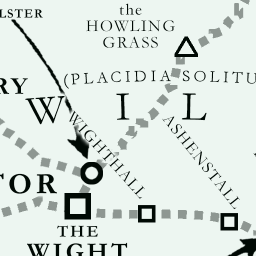 LSTER
the
HOWLING
GRASS
(PLACIDIA SOLITU
RY
W I L
WIGHTHALL
ASHENSTALL
TOR
THE
WIGHT